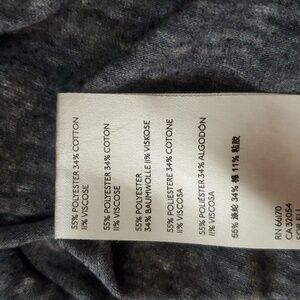 55% POLYESTER 34% COTTON
11% VISCOSE
55% POLYESTER 34% COTON
11% VISCOSE
55% POLYESTER
34% BAUMWOLLE 11% VISKOSE
55% POLIESTERE 34% COTONE
11% VISCOSA
55% POLIÉSTER 34% ALGODÓN
11% VISCOSA
55% 涤纶 34% 棉 11% 粘胶
RN 66170
CA 32054